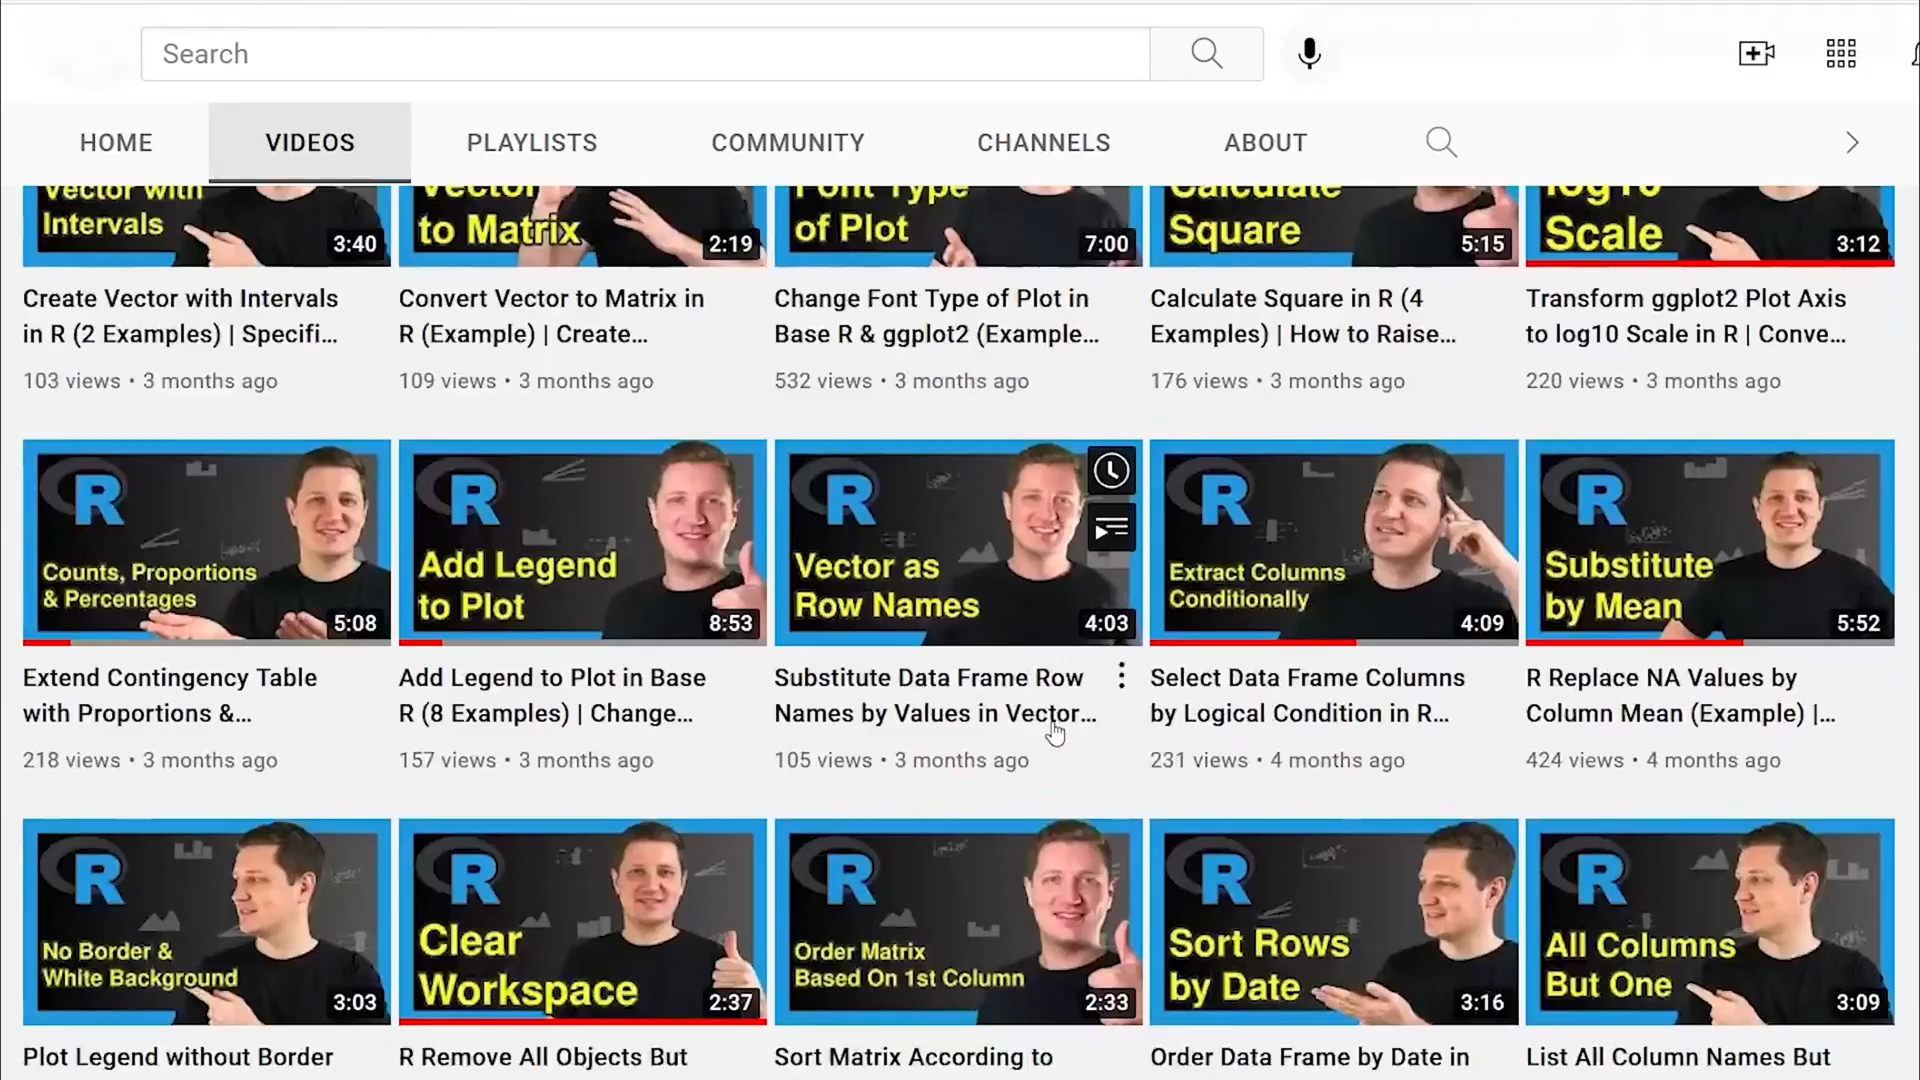 Search
HOME VIDEOS PLAYLISTS COMMUNITY CHANNELS ABOUT
Vector with
Intervals
3:40
Vector
to Matrix
2:19
Font Type
of Plot
7:00
Calculate
Square
5:15
log10
Scale
3:12
Create Vector with Intervals
in R (2 Examples) | Specifi...
103 views • 3 months ago
Convert Vector to Matrix in
R (Example) | Create...
109 views • 3 months ago
Change Font Type of Plot in
Base R & ggplot2 (Example...
532 views • 3 months ago
Calculate Square in R (4
Examples) | How to Raise...
176 views • 3 months ago
Transform ggplot2 Plot Axis
to log10 Scale in R | Conve...
220 views • 3 months ago
R
Counts, Proportions
& Percentages
5:08
R
Add Legend
to Plot
8:53
R
Vector as
Row Names
4:03
R
Extract Columns
Conditionally
4:09
R
Substitute
by Mean
5:52
Extend Contingency Table
with Proportions &...
218 views • 3 months ago
Add Legend to Plot in Base
R (8 Examples) | Change...
157 views • 3 months ago
Substitute Data Frame Row
Names by Values in Vector...
105 views • 3 months ago
Select Data Frame Columns
by Logical Condition in R...
231 views • 4 months ago
R Replace NA Values by
Column Mean (Example) |...
424 views • 4 months ago
R
No Border &
White Background
3:03
R
Clear
Workspace
2:37
R
Order Matrix
Based On 1st Column
2:33
R
Sort Rows
by Date
3:16
R
All Columns
But One
3:09
Plot Legend without Border
R Remove All Objects But
Sort Matrix According to
Order Data Frame by Date in
List All Column Names But